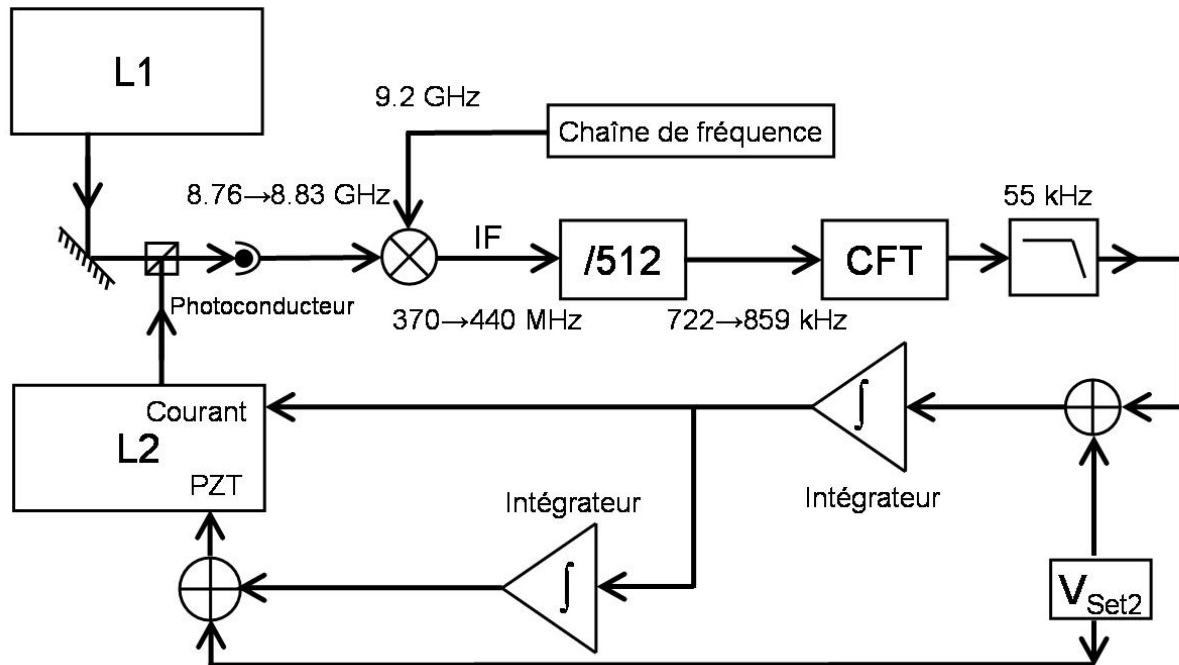 L1
9.2 GHz
Chaîne de fréquence
8.76→8.83 GHz
55 kHz
IF
/512
CFT
Photoconducteur
370→440 MHz
722→859 kHz
Courant
L2
∫
PZT
Intégrateur
Intégrateur
∫
VSet2